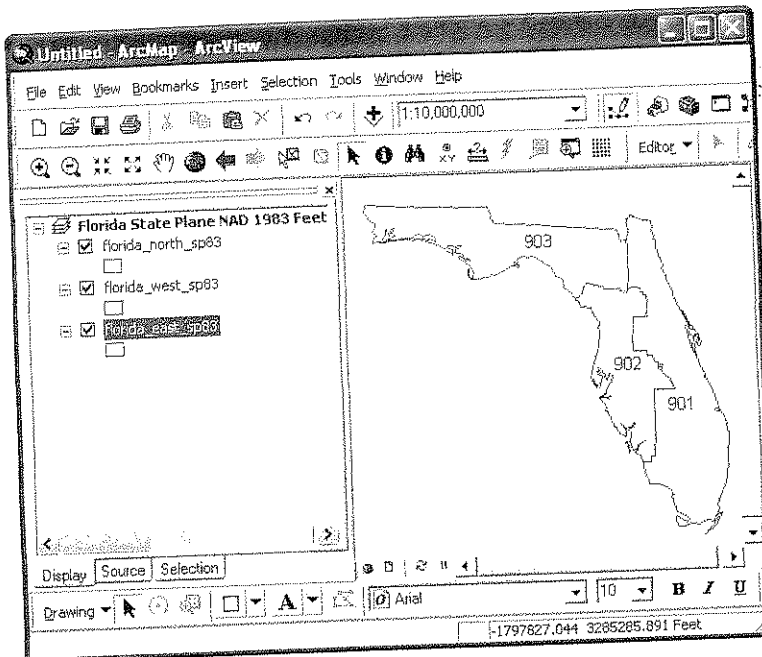 Untitled - ArcMap - ArcView
File Edit View Bookmarks Insert Selection Tools Window Help
1:10,000,000
Editor
Florida State Plane NAD 1983 Feet
florida_north_sp83
florida_west_sp83
florida_east_sp83
903
902
901
Display Source Selection
Drawing A Arial 10 B I U
-1797827.044 3285285.891 Feet